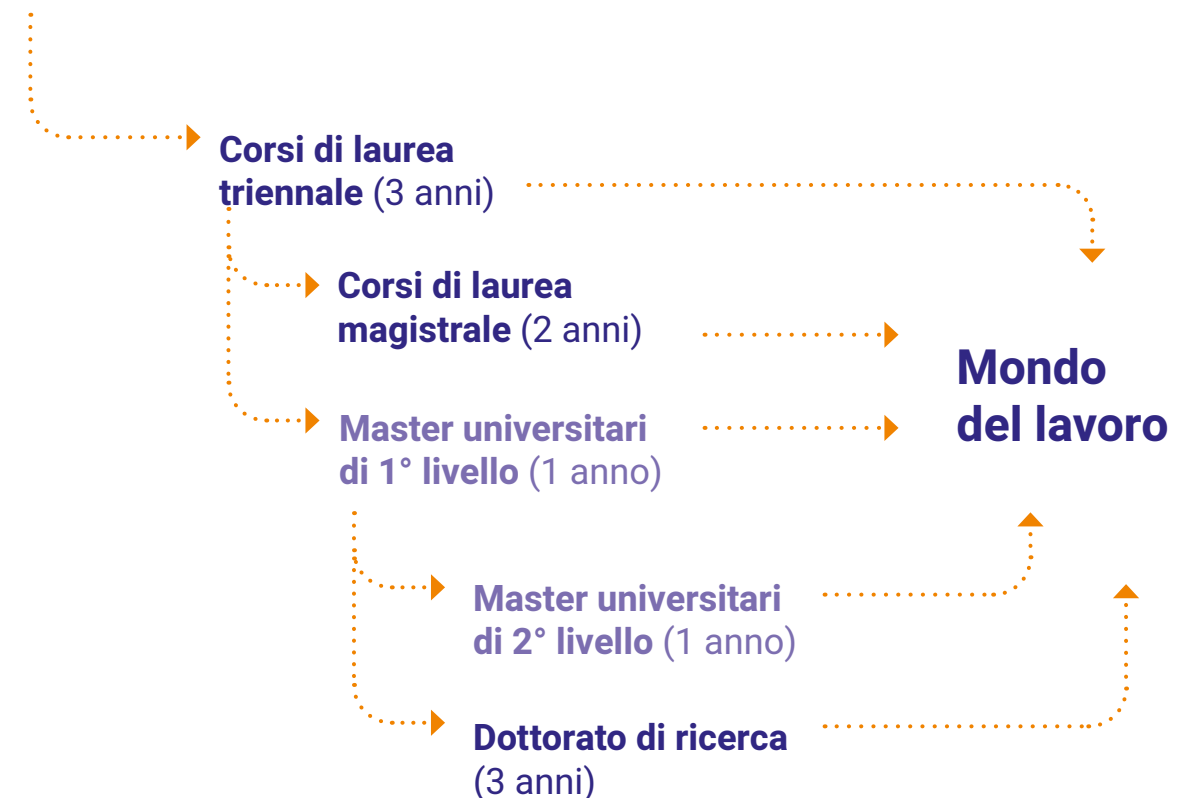 Corsi di laurea
triennale (3 anni)
Corsi di laurea
magistrale (2 anni)
Mondo
del lavoro
Master universitari
di 1° livello (1 anno)
Master universitari
di 2° livello (1 anno)
Dottorato di ricerca
(3 anni)